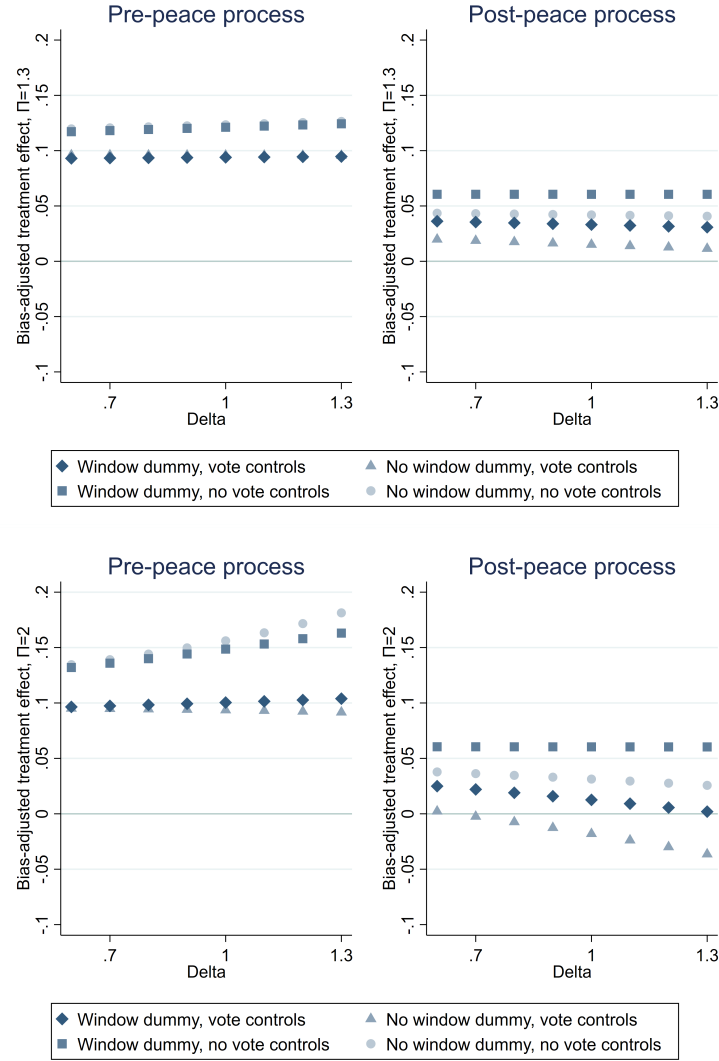 Pre-peace process
Post-peace process
Bias-adjusted treatment effect, Π=1.3
.2
.15
.1
.05
0
-.05
-.1
.7
1
1.3
Delta
Bias-adjusted treatment effect, Π=1.3
.2
.15
.1
.05
0
-.05
-.1
.7
1
1.3
Delta
Window dummy, vote controls
No window dummy, vote controls
Window dummy, no vote controls
No window dummy, no vote controls
Pre-peace process
Post-peace process
Bias-adjusted treatment effect, Π=2
.2
.15
.1
.05
0
-.05
-.1
.7
1
1.3
Delta
Bias-adjusted treatment effect, Π=2
.2
.15
.1
.05
0
-.05
-.1
.7
1
1.3
Delta
Window dummy, vote controls
No window dummy, vote controls
Window dummy, no vote controls
No window dummy, no vote controls